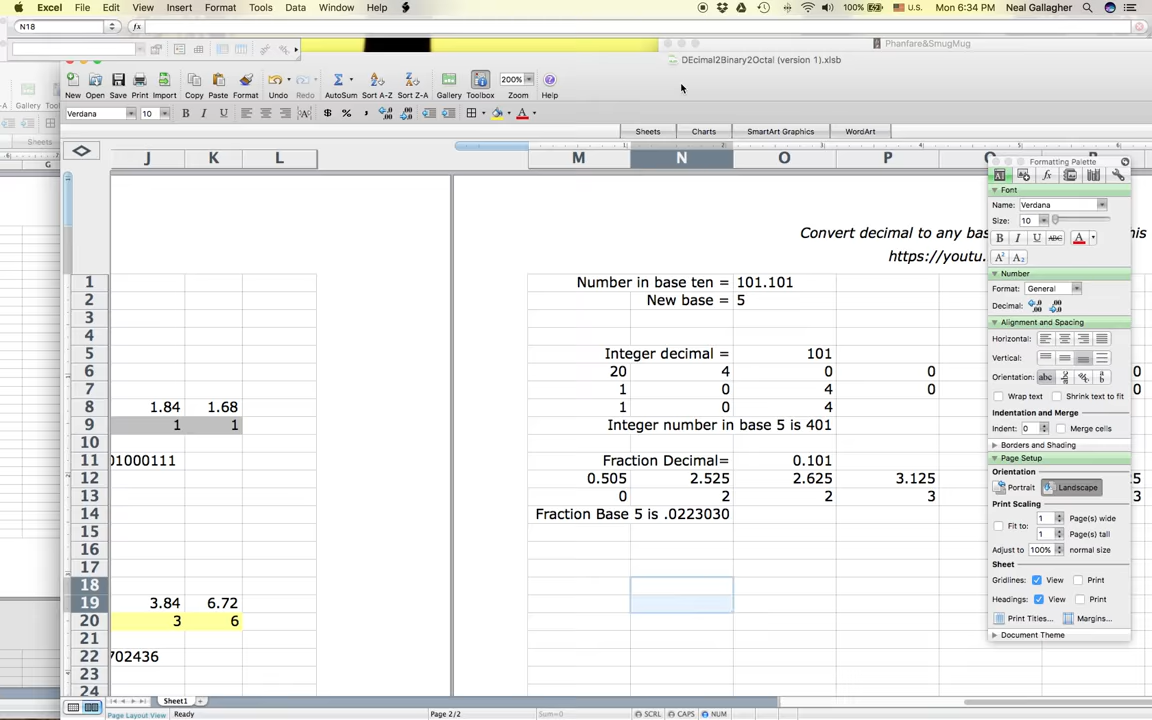 Excel File Edit View Insert Format Tools Data Window Help 100% U.S. Mon 6:34 PM Neal Gallagher
N18 fx
Phanfare&SmugMug
DEcimal2Binary2Octal (version 1).xlsb
200%
New Open Save Print Import Copy Paste Format Undo Redo AutoSum Sort A-Z Sort Z-A Gallery Toolbox Zoom Help
Verdana 10 B I U
Sheets Charts SmartArt Graphics WordArt
Sheets
G J K L M N O P
Formatting Palette
Font
Name: Verdana
Size: 10
B I U ABC A
A² A₂
Number
Format: General
Decimal:
Alignment and Spacing
Horizontal:
Vertical:
Orientation: abc
Wrap text Shrink text to fit
Indentation and Merge
Indent: 0 Merge cells
Borders and Shading
Page Setup
Orientation
Portrait Landscape
Print Scaling
Fit to: 1 Page(s) wide
1 Page(s) tall
Adjust to 100% normal size
Sheet
Gridlines: View Print
Headings: View Print
Print Titles... Margins...
Document Theme
Convert decimal to any bas
his
https://youtu.
1 Number in base ten = 101.101
2 New base = 5
3
4
5 Integer decimal = 101
6 20 4 0 0 0
7 1 0 4 0 0
8 1.84 1.68 1 0 4
9 1 1 Integer number in base 5 is 401
10
11 01000111 Fraction Decimal= 0.101
12 0.505 2.525 2.625 3.125
13 0 2 2 3 3
14 Fraction Base 5 is .0223030
15
16
17
18
19 3.84 6.72
20 3 6
21
22 702436
23
24
Sheet1
Page Layout View Ready Page 2/2 Sum=0 SCRL CAPS NUM